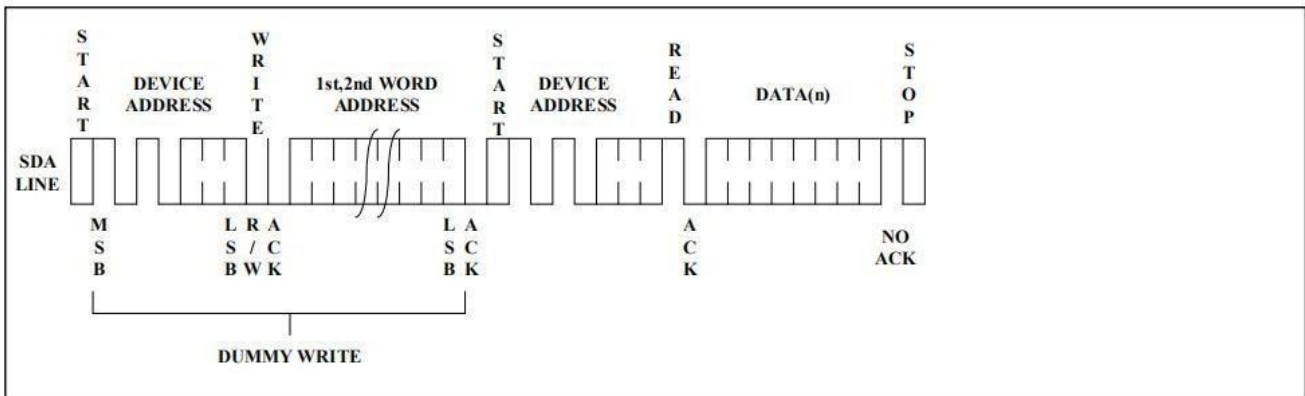 START
DEVICE
ADDRESS
WRITE
1st,2nd WORD
ADDRESS
START
DEVICE
ADDRESS
READ
DATA(n)
STOP
SDA
LINE
MSB
LSB
R/W
ACK
LSB
ACK
ACK
NO
ACK
DUMMY WRITE